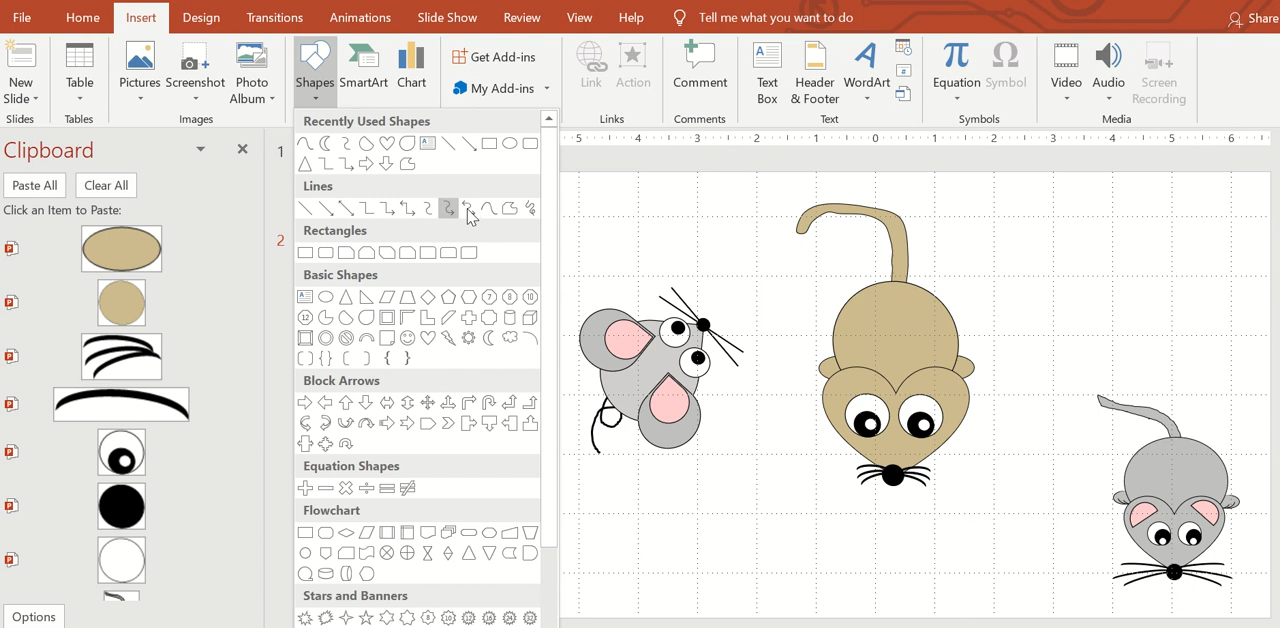 File Home Insert Design Transitions Animations Slide Show Review View Help Tell me what you want to do Share
New Slide Table Pictures Screenshot Photo Album Shapes SmartArt Chart Get Add-ins My Add-ins Link Action Comment Text Box Header & Footer WordArt Equation Symbol Video Audio Screen Recording
Slides Tables Images Links Comments Text Symbols Media
Clipboard
Paste All Clear All
Click an Item to Paste:
Options
1
2
Recently Used Shapes
Lines
Rectangles
Basic Shapes
Block Arrows
Equation Shapes
Flowchart
Stars and Banners
5 4 3 2 1 0 1 2 3 4 5 6